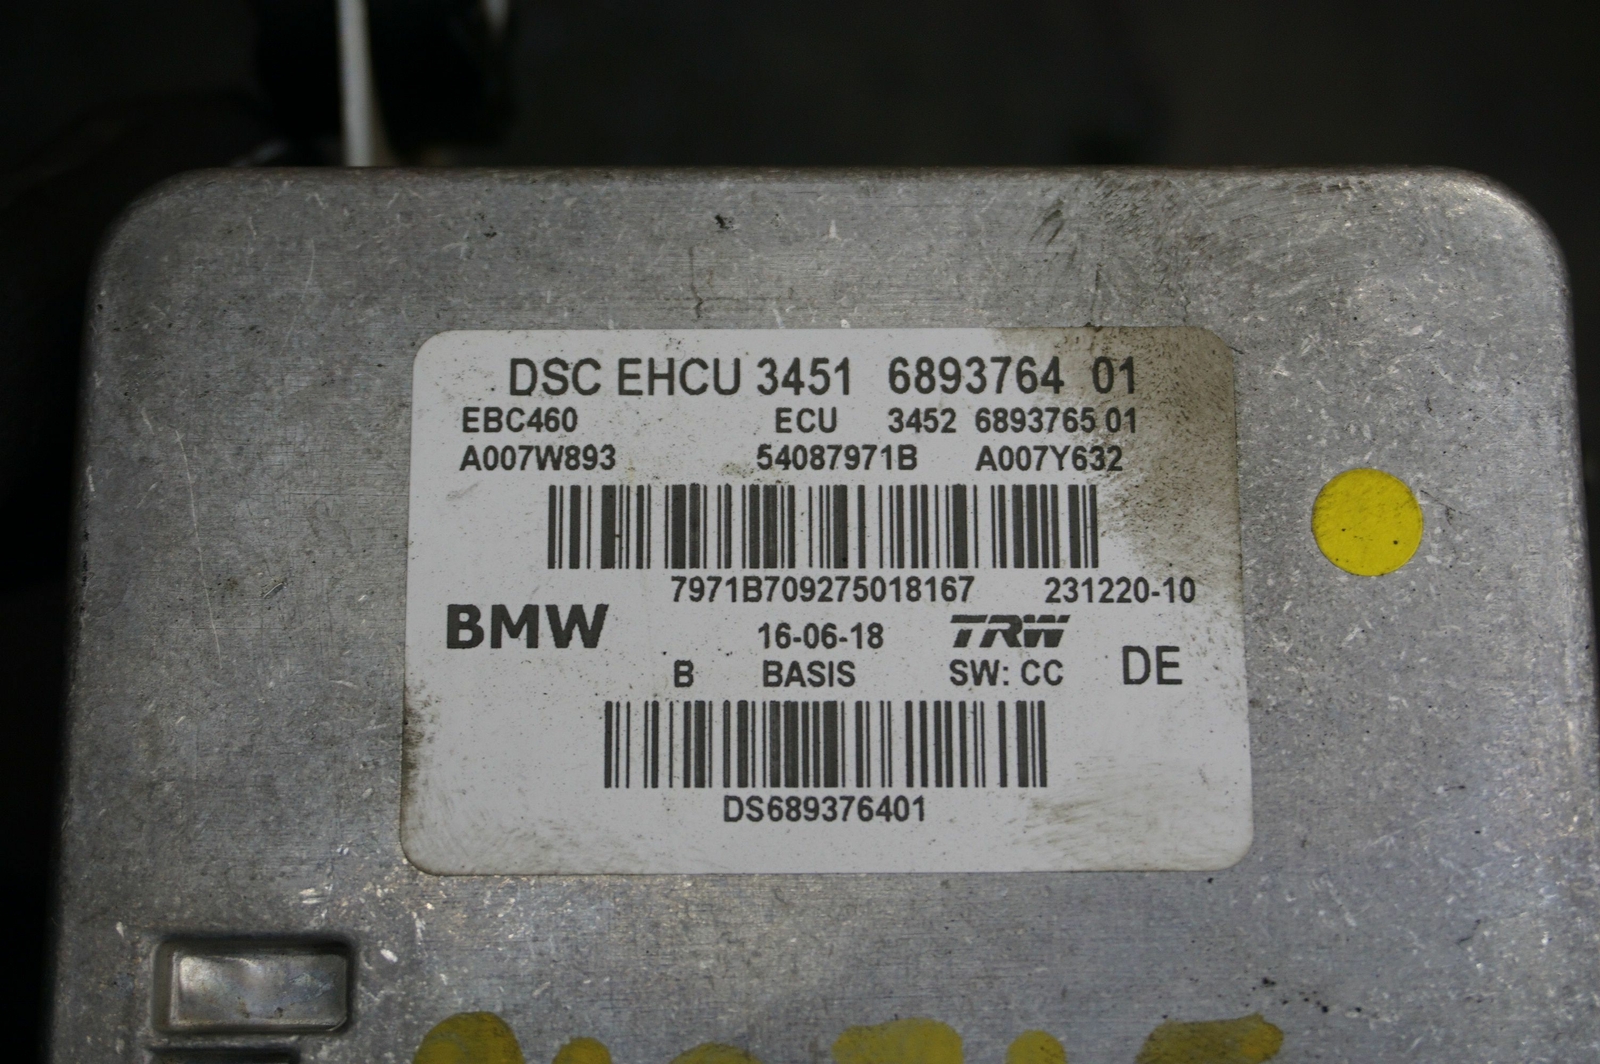 DSC EHCU 3451 6893764 01
EBC460 ECU 3452 6893765 01
A007W893 54087971B A007Y632
7971B709275018167 231220-10
BMW 16-06-18 TRW
B BASIS SW: CC DE
DS689376401